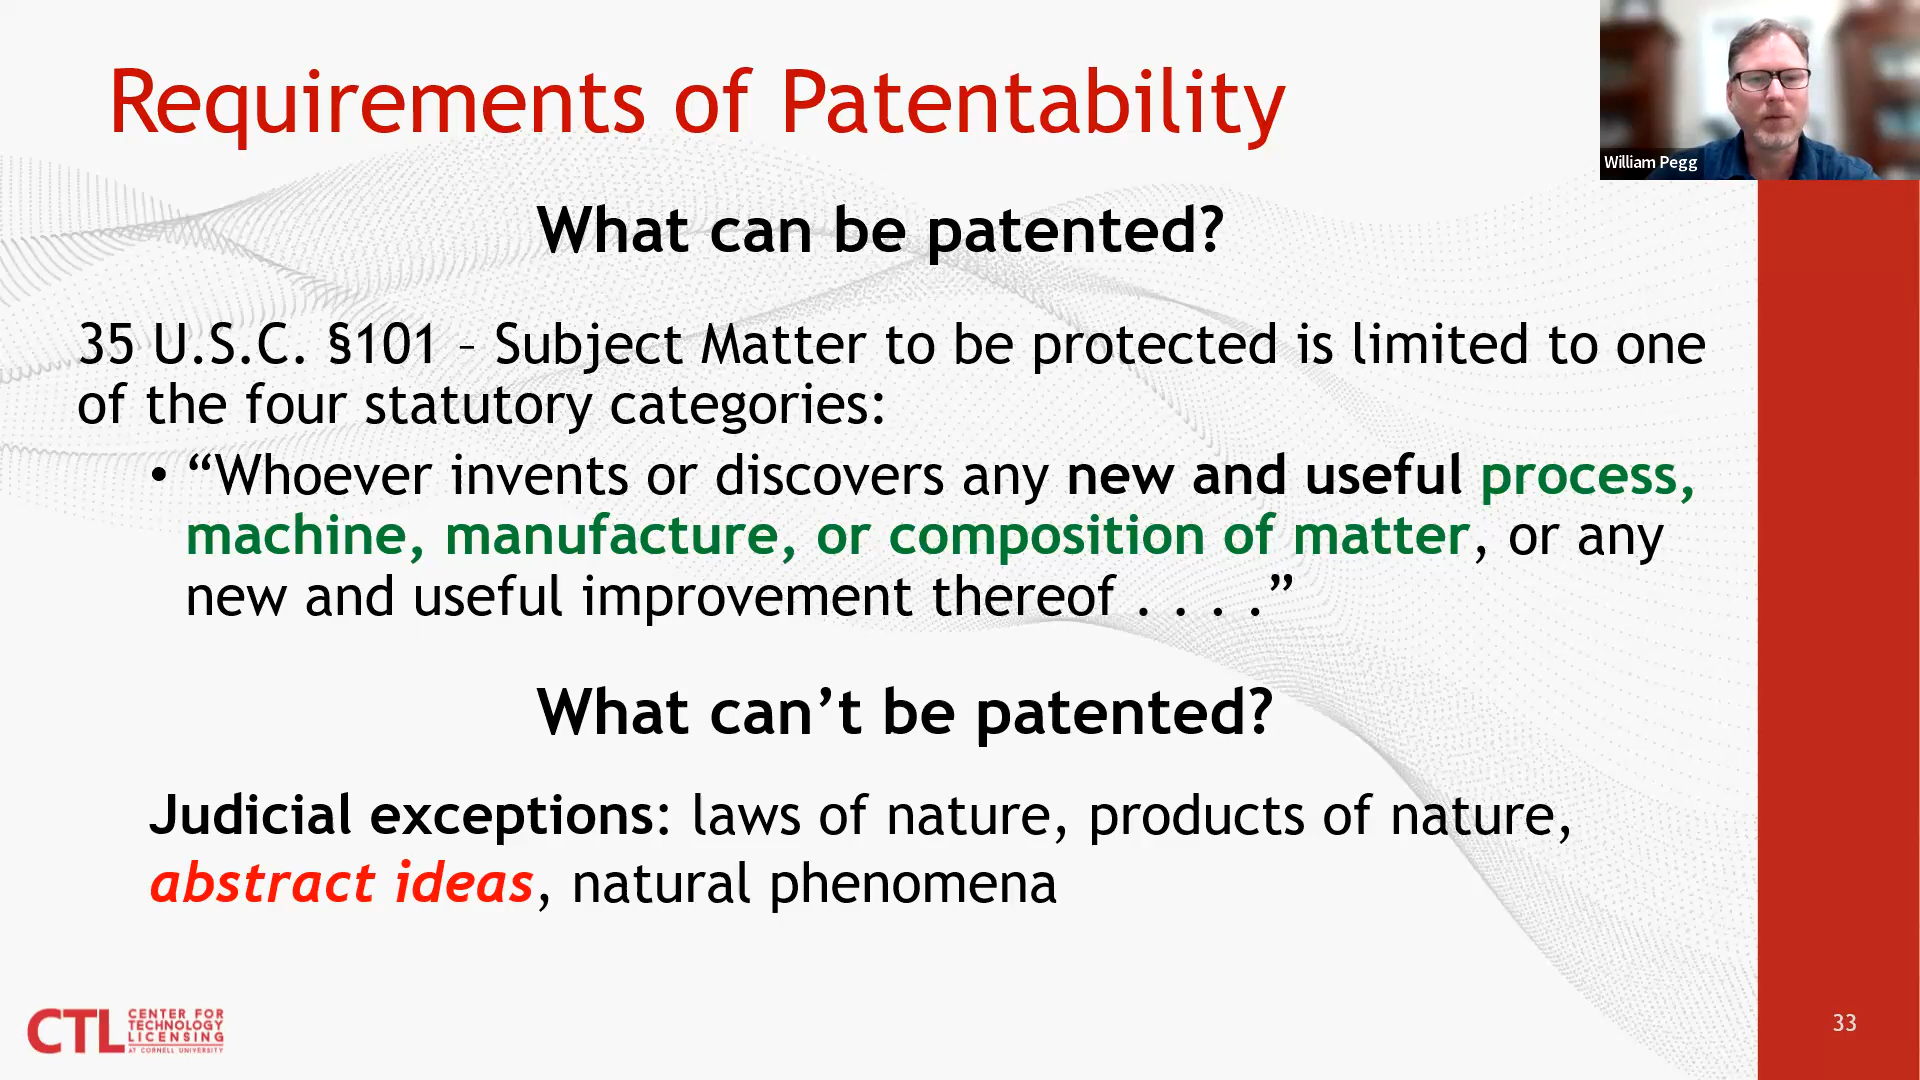 Requirements of Patentability
William Pegg
What can be patented?
35 U.S.C. §101 – Subject Matter to be protected is limited to one
of the four statutory categories:
• “Whoever invents or discovers any new and useful process,
machine, manufacture, or composition of matter, or any
new and useful improvement thereof . . . .”
What can’t be patented?
Judicial exceptions: laws of nature, products of nature,
abstract ideas, natural phenomena
CTL
CENTER FOR
TECHNOLOGY
LICENSING
AT CORNELL UNIVERSITY
33